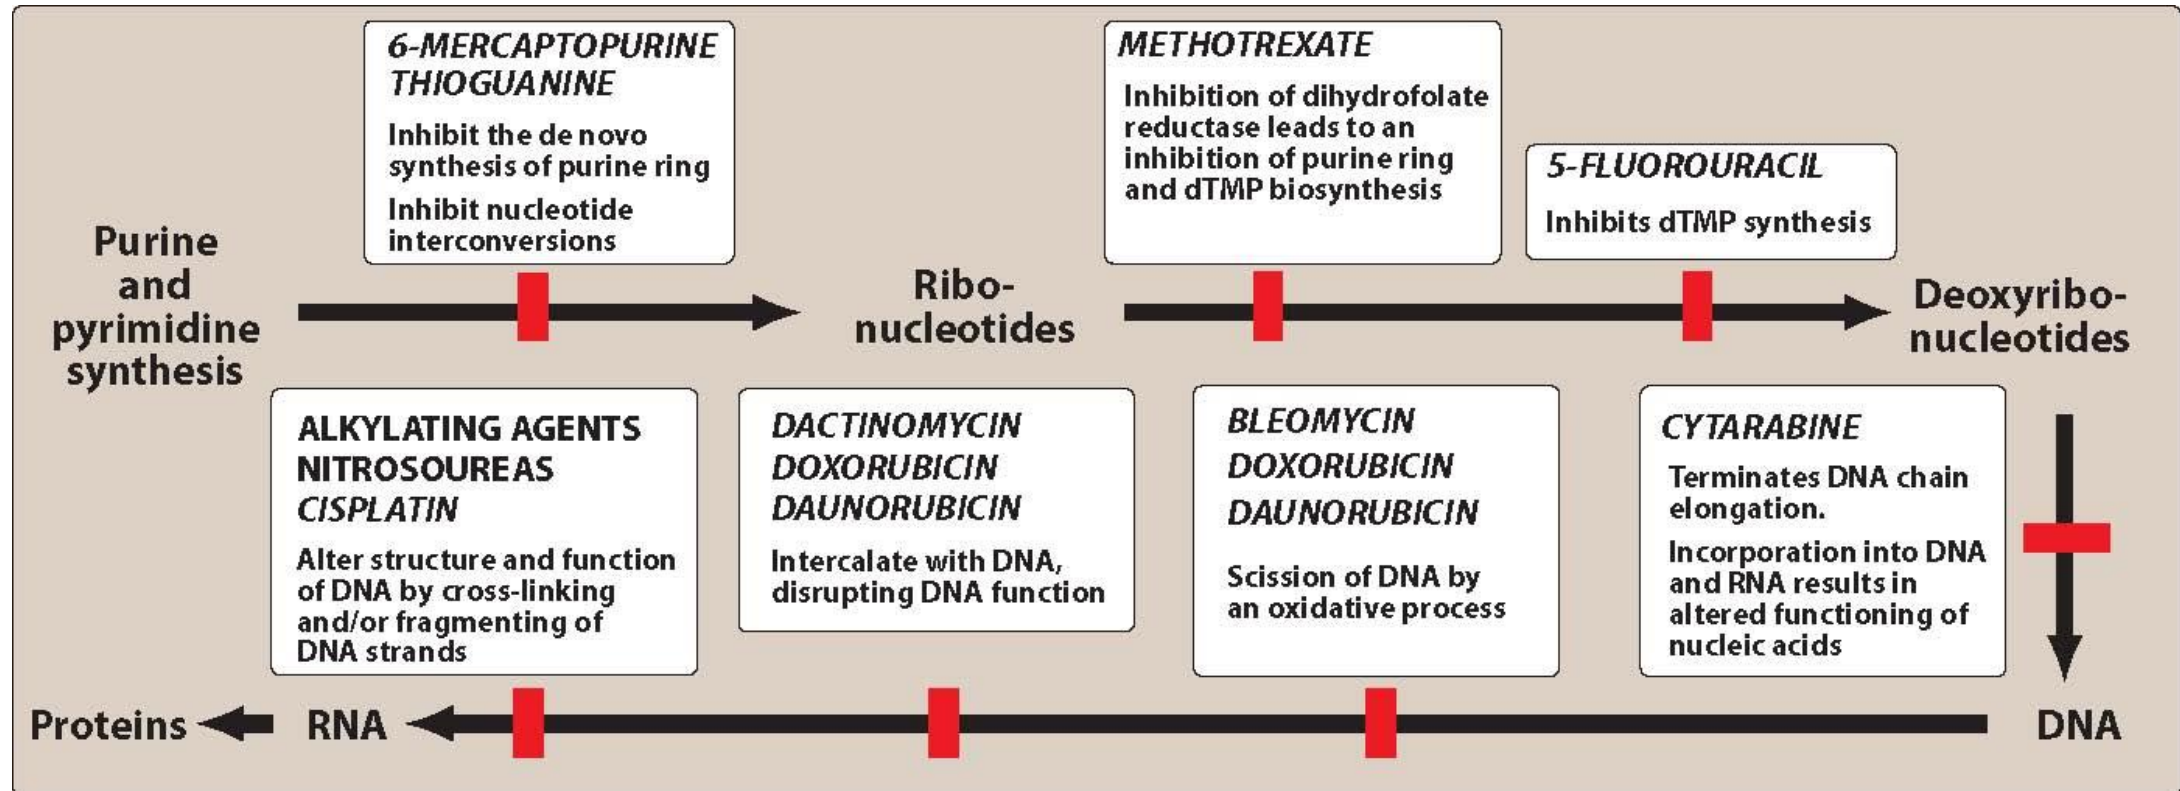 6-MERCAPTOPURINE
THIOGUANINE
Inhibit the de novo
synthesis of purine ring
Inhibit nucleotide
interconversions
METHOTREXATE
Inhibition of dihydrofolate
reductase leads to an
inhibition of purine ring
and dTMP biosynthesis
5-FLUOROURACIL
Inhibits dTMP synthesis
Purine
and
pyrimidine
synthesis
Ribo-
nucleotides
Deoxyribo-
nucleotides
ALKYLATING AGENTS
NITROSOUREAS
CISPLATIN
Alter structure and function
of DNA by cross-linking
and/or fragmenting of
DNA strands
DACTINOMYCIN
DOXORUBICIN
DAUNORUBICIN
Intercalate with DNA,
disrupting DNA function
BLEOMYCIN
DOXORUBICIN
DAUNORUBICIN
Scission of DNA by
an oxidative process
CYTARABINE
Terminates DNA chain
elongation.
Incorporation into DNA
and RNA results in
altered functioning of
nucleic acids
Proteins
RNA
DNA